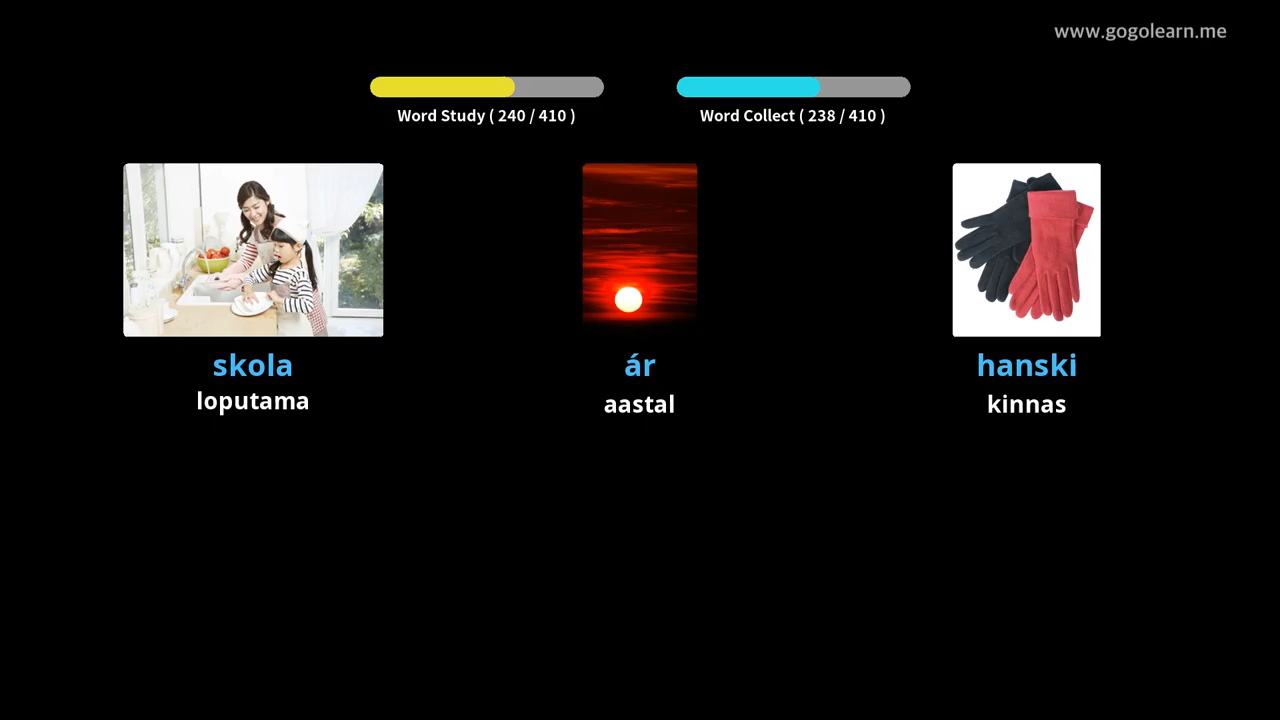 www.gogolearn.me
Word Study ( 240 / 410 )
Word Collect ( 238 / 410 )
skola
loputama
ár
aastal
hanski
kinnas